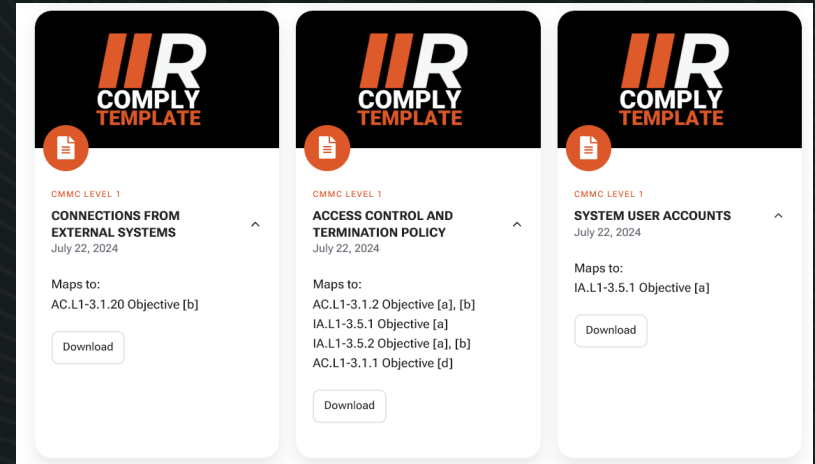 R
COMPLY
TEMPLATE
CMMC LEVEL 1
CONNECTIONS FROM
EXTERNAL SYSTEMS
July 22, 2024
Maps to:
AC.L1-3.1.20 Objective [b]
Download
R
COMPLY
TEMPLATE
CMMC LEVEL 1
ACCESS CONTROL AND
TERMINATION POLICY
July 22, 2024
Maps to:
AC.L1-3.1.2 Objective [a], [b]
IA.L1-3.5.1 Objective [a]
IA.L1-3.5.2 Objective [a], [b]
AC.L1-3.1.1 Objective [d]
Download
R
COMPLY
TEMPLATE
CMMC LEVEL 1
SYSTEM USER ACCOUNTS
July 22, 2024
Maps to:
IA.L1-3.5.1 Objective [a]
Download